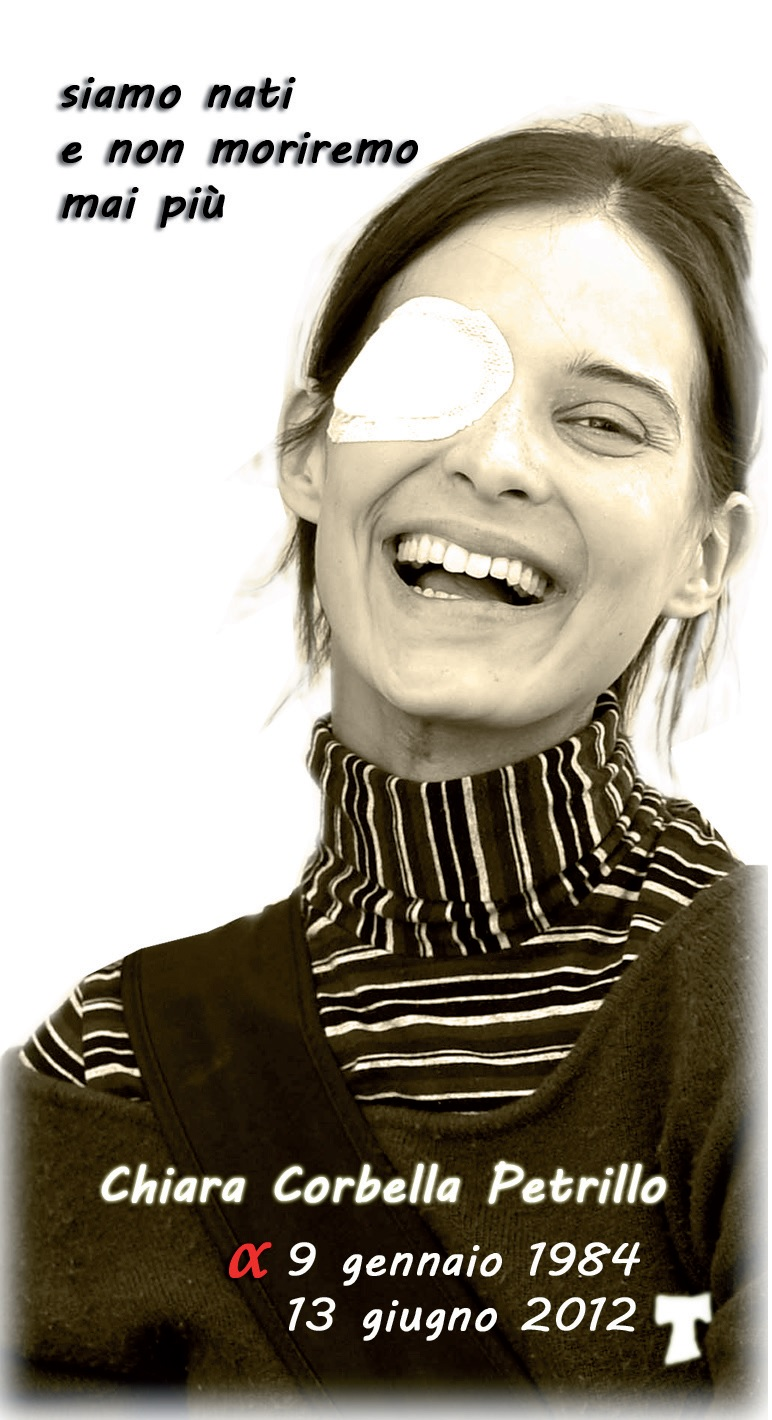 siamo nati
e non moriremo
mai più
Chiara Corbella Petrillo
α 9 gennaio 1984
13 giugno 2012 T